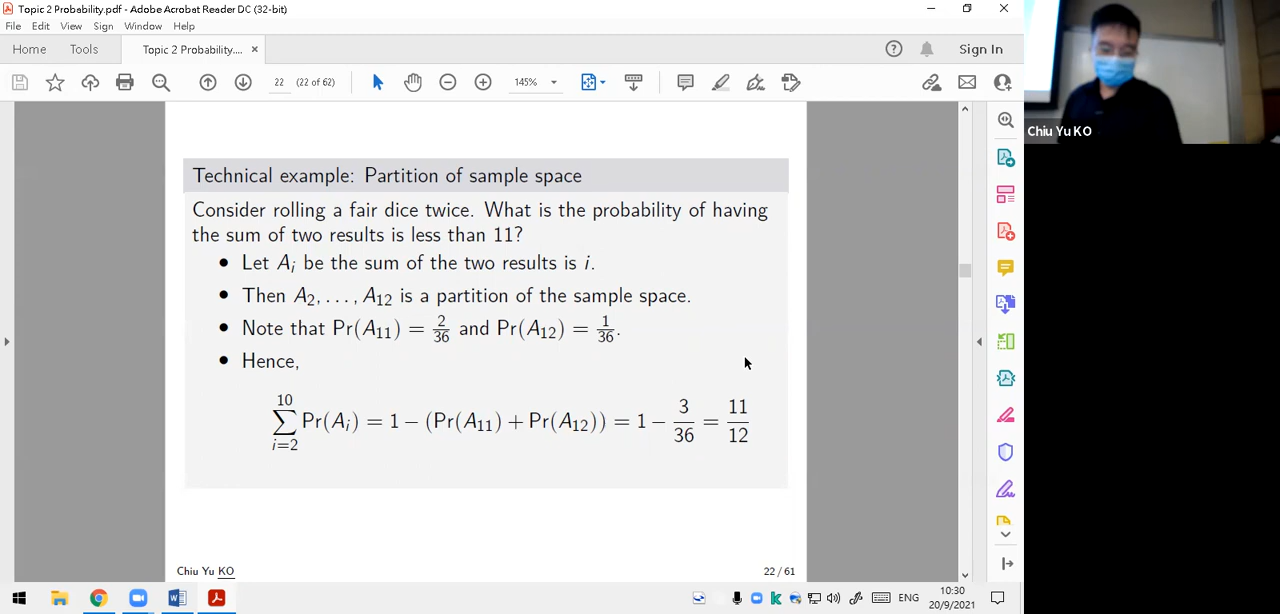 Topic 2 Probability.pdf - Adobe Acrobat Reader DC (32-bit)
File Edit View Sign Window Help
Home Tools Topic 2 Probability.... × Sign In
22 (22 of 62) 145%
Chiu Yu KO
Technical example: Partition of sample space
Consider rolling a fair dice twice. What is the probability of having
the sum of two results is less than 11?
• Let A_i be the sum of the two results is i.
• Then A_2, ..., A_12 is a partition of the sample space.
• Note that Pr(A_11) = 2/36 and Pr(A_12) = 1/36.
• Hence,
∑_{i=2}^{10} Pr(A_i) = 1 − (Pr(A_11) + Pr(A_12)) = 1 − 3/36 = 11/12
Chiu Yu KO 22 / 61
ENG 10:30
20/9/2021